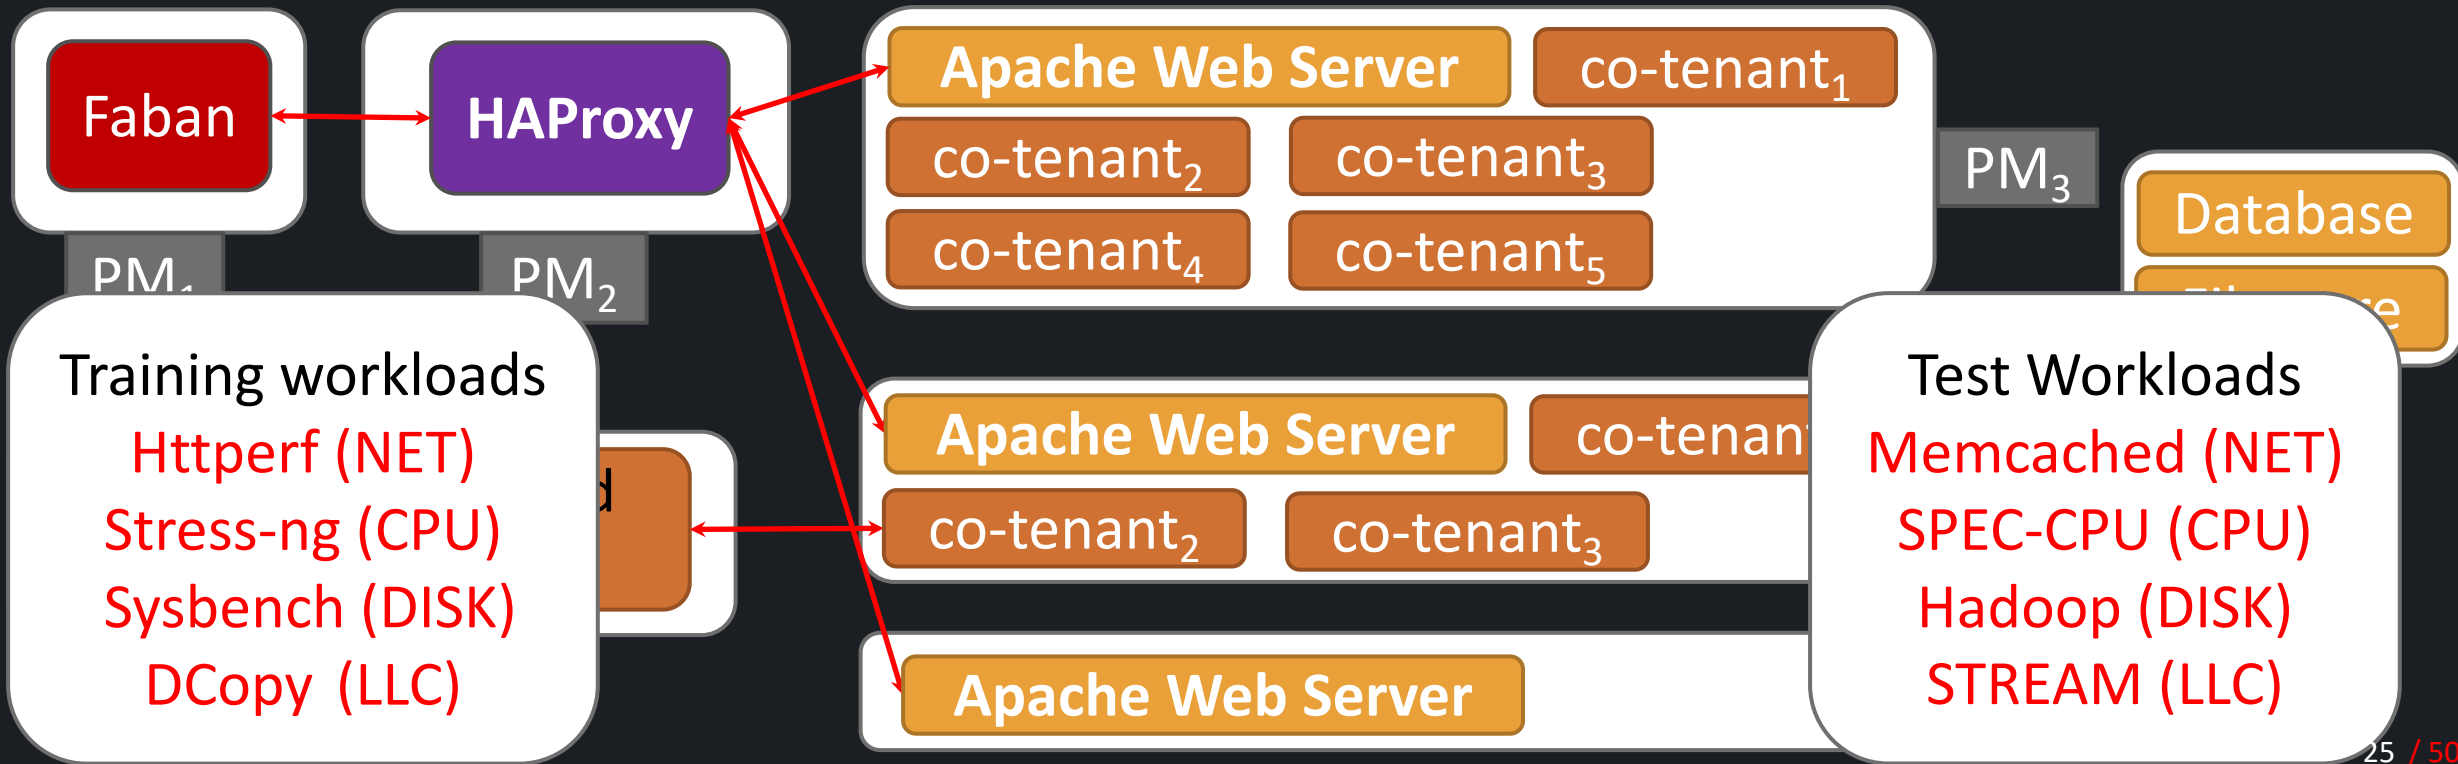 Faban
HAProxy
Apache Web Server
co-tenant₁
co-tenant₂
co-tenant₃
co-tenant₄
co-tenant₅
PM₁
PM₂
PM₃
Database
Training workloads
Httperf (NET)
Stress-ng (CPU)
Sysbench (DISK)
DCopy (LLC)
Apache Web Server
co-tenant₂
co-tenant₃
Apache Web Server
Test Workloads
Memcached (NET)
SPEC-CPU (CPU)
Hadoop (DISK)
STREAM (LLC)
25 / 50